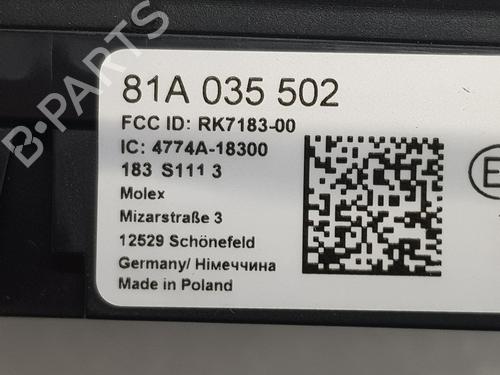 B-PARTS
81A 035 502
FCC ID: RK7183-00
IC: 4774A-18300
183 S111 3
Molex
Mizarstraße 3
12529 Schönefeld
Germany/ Німеччина
Made in Poland
E